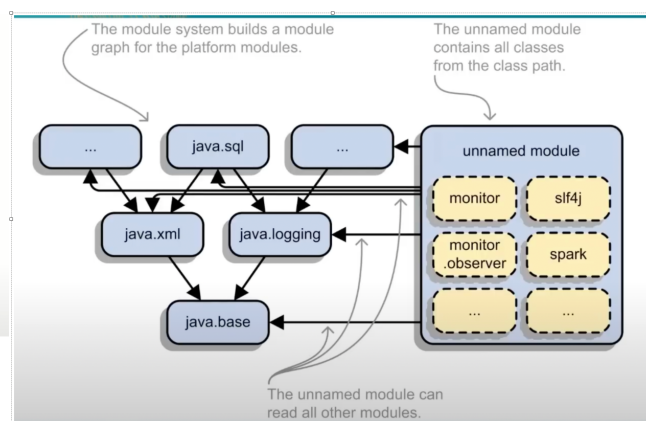 The module system builds a module
graph for the platform modules.
The unnamed module
contains all classes
from the class path.
...
java.sql
...
unnamed module
monitor
slf4j
java.xml
java.logging
monitor
.observer
spark
...
...
java.base
The unnamed module can
read all other modules.